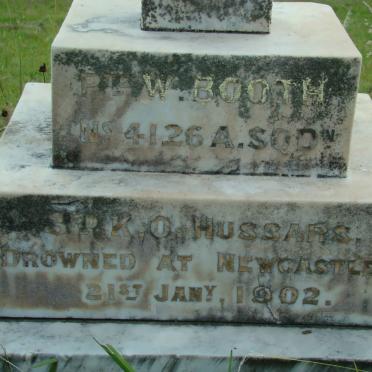 PTE W. BOOTH
No 4126 A. SQDN
3RD K.O. HUSSARS.
DROWNED AT NEWCASTLE
21ST JANY, 1902.